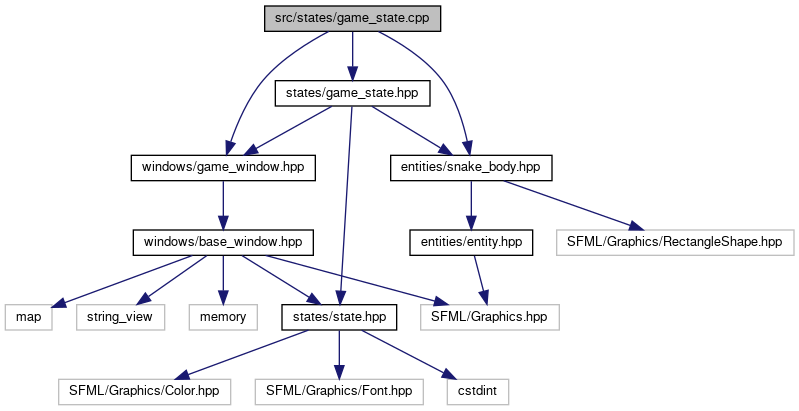 src/states/game_state.cpp
states/game_state.hpp
windows/game_window.hpp
entities/snake_body.hpp
windows/base_window.hpp
entities/entity.hpp
SFML/Graphics/RectangleShape.hpp
map
string_view
memory
states/state.hpp
SFML/Graphics.hpp
SFML/Graphics/Color.hpp
SFML/Graphics/Font.hpp
cstdint